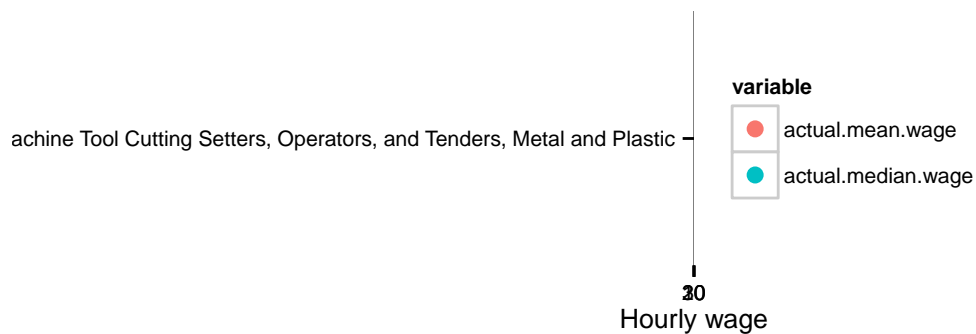 variable
achine Tool Cutting Setters, Operators, and Tenders, Metal and Plastic
actual.mean.wage
actual.median.wage
Hourly wage